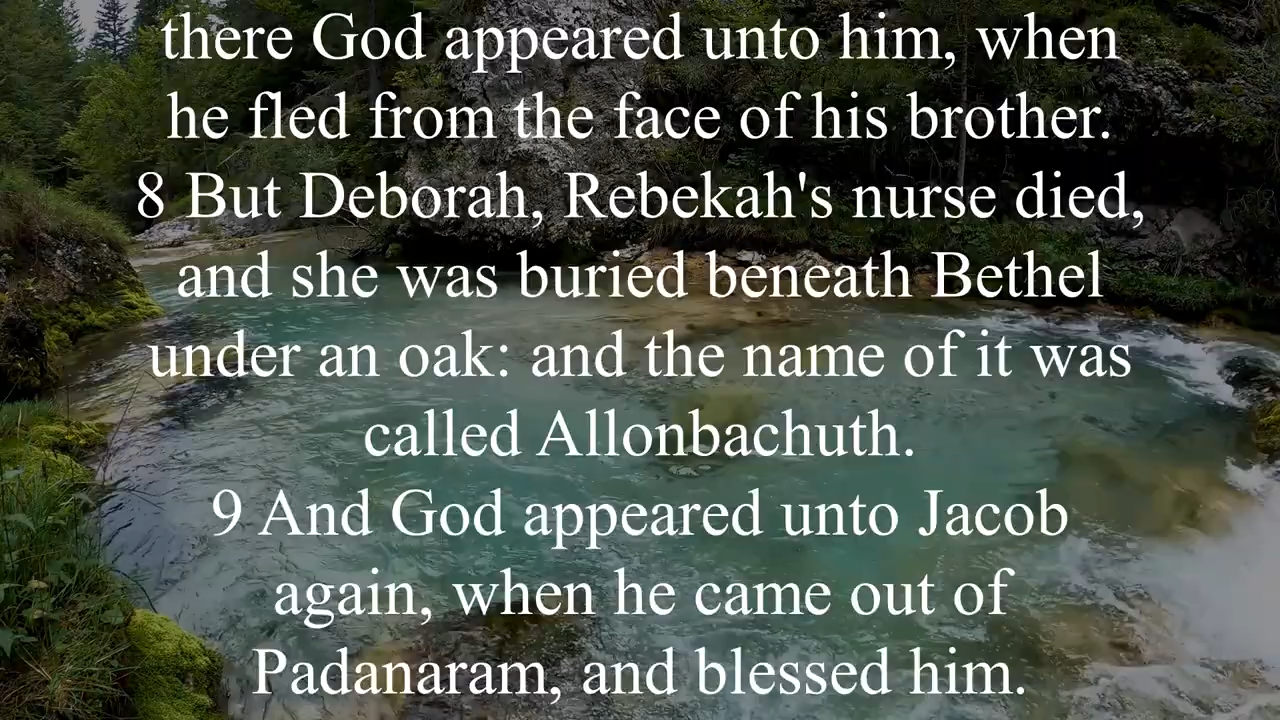 there God appeared unto him, when
he fled from the face of his brother.
8 But Deborah, Rebekah's nurse died,
and she was buried beneath Bethel
under an oak: and the name of it was
called Allonbachuth.
9 And God appeared unto Jacob
again, when he came out of
Padanaram, and blessed him.